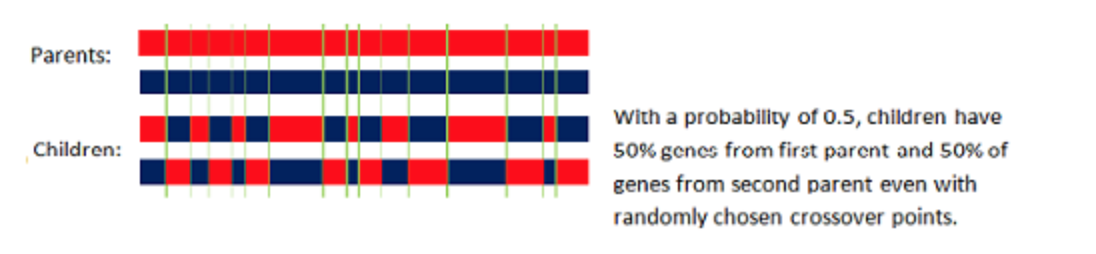 Parents:
Children:
With a probability of 0.5, children have
50% genes from first parent and 50% of
genes from second parent even with
randomly chosen crossover points.